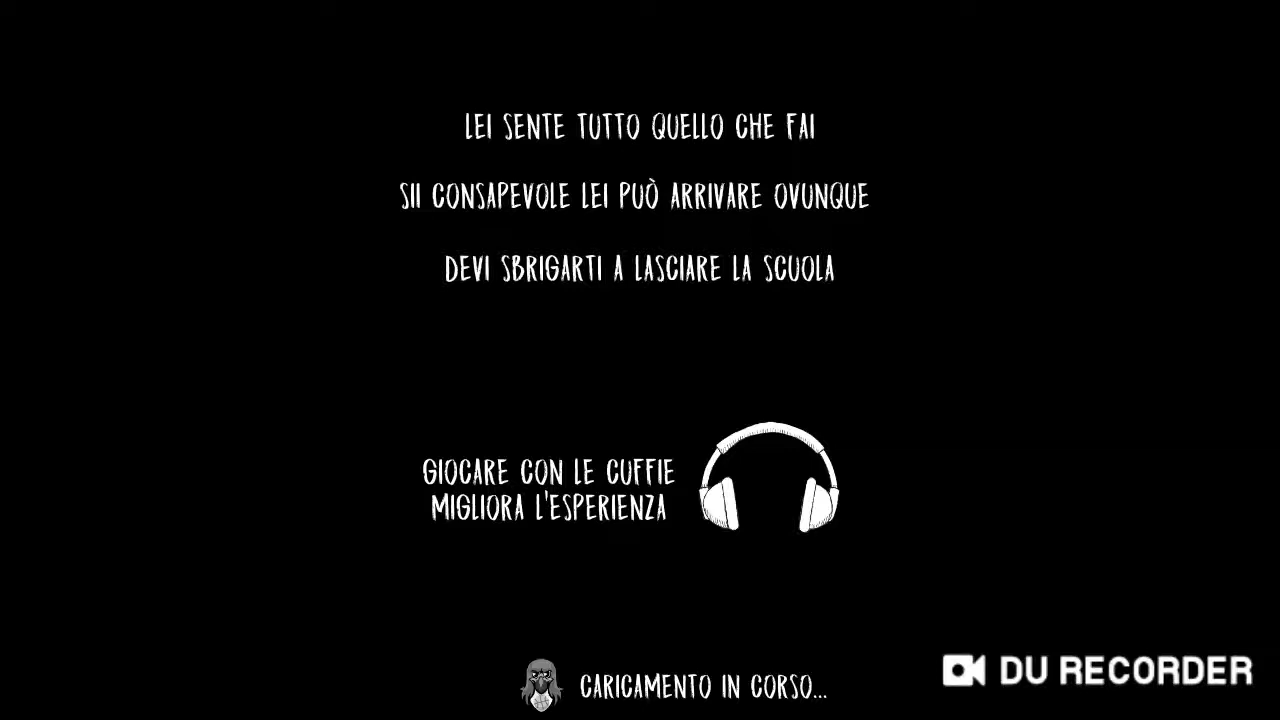 LEI SENTE TUTTO QUELLO CHE FAI
SII CONSAPEVOLE LEI PUÒ ARRIVARE OVUNQUE
DEVI SBRIGARTI A LASCIARE LA SCUOLA
GIOCARE CON LE CUFFIE
MIGLIORA L'ESPERIENZA
CARICAMENTO IN CORSO...
DU RECORDER